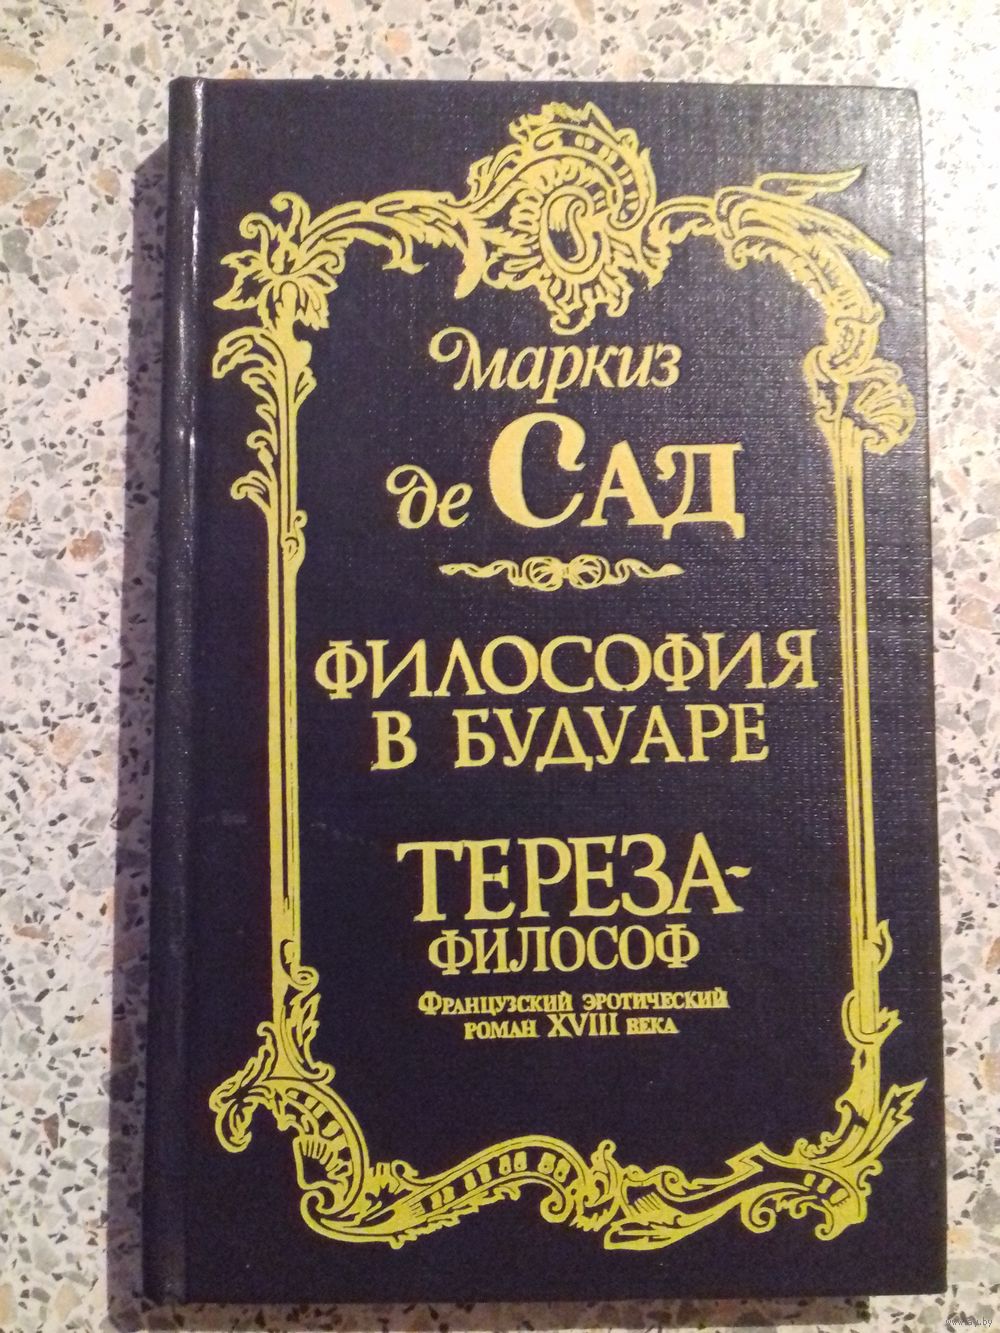 Маркиз
де САД
ФИЛОСОФИЯ
В БУДУАРЕ
ТЕРЕЗА-
ФИЛОСОФ
ФРАНЦУЗСКИЙ ЭРОТИЧЕСКИЙ
РОМАН XVIII ВЕКА